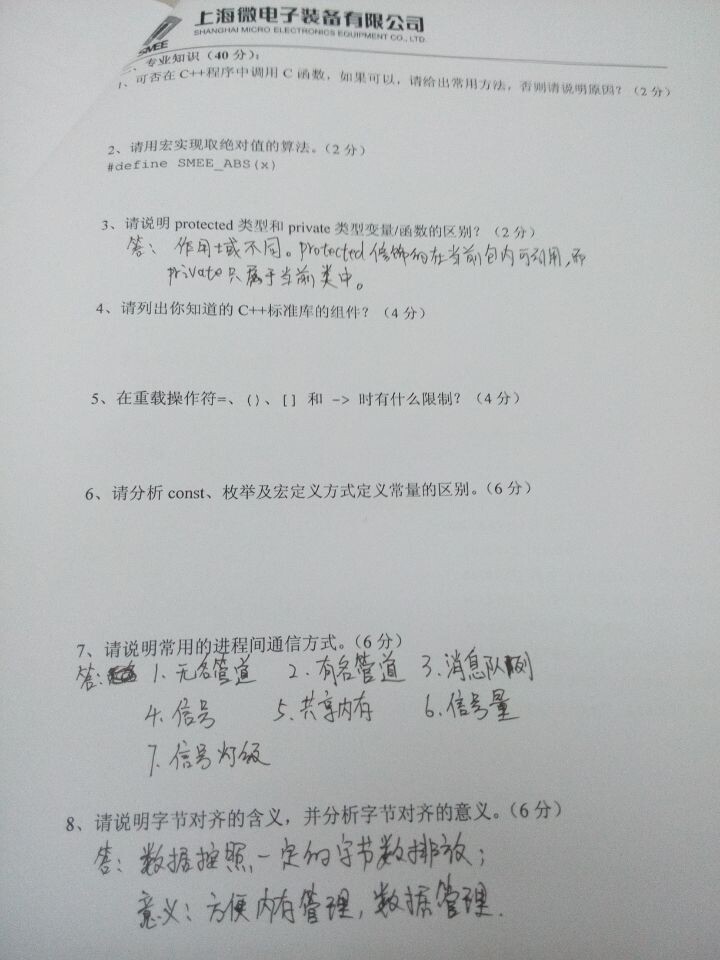 SMEE
上海微电子装备有限公司
SHANGHAI MICRO ELECTRONICS EQUIPMENT CO., LTD.
二、专业知识（40 分）：
1、可否在 C++程序中调用 C 函数，如果可以，请给出常用方法，否则请说明原因？（2 分）
2、请用宏实现取绝对值的算法。（2 分）
#define SMEE_ABS(x)
3、请说明 protected 类型和 private 类型变量/函数的区别？（2 分）
答： 作用域不同。protected修饰的在当前包内可引用,而
private只属于当前类中。
4、请列出你知道的 C++标准库的组件？（4 分）
5、在重载操作符=、()、[] 和 -> 时有什么限制？（4 分）
6、请分析 const、枚举及宏定义方式定义常量的区别。（6 分）
7、请说明常用的进程间通信方式。（6 分）
答: 1. 无名管道 2. 有名管道 3. 消息队列
4. 信号 5. 共享内存 6. 信号量
7. 信号灯级
8、请说明字节对齐的含义，并分析字节对齐的意义。（6 分）
答: 数据按照一定的字节数排放；
意义: 方便内存管理, 数据管理.